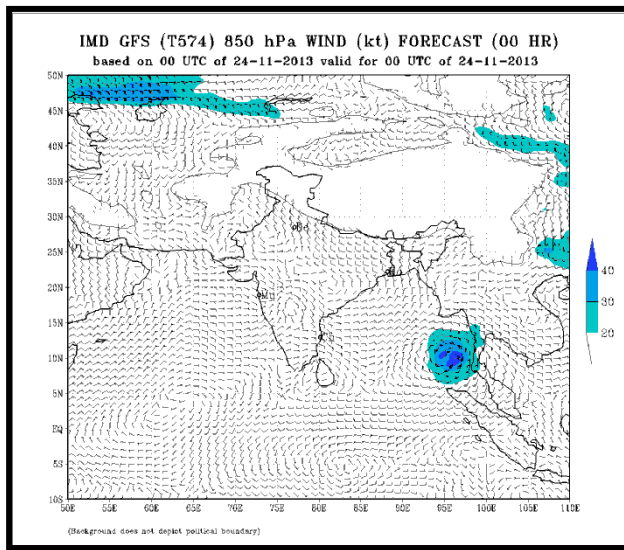 IMD GFS (T574) 850 hPa WIND (kt) FORECAST (00 HR)
based on 00 UTC of 24-11-2013 valid for 00 UTC of 24-11-2013
50N
45N
40N
35N
30N
25N
20N
15N
10N
5N
EQ
5S
10S
Mu
40
30
20
50E 55E 60E 65E 70E 75E 80E 85E 90E 95E 100E 105E 110E
(Background does not depict political boundary)